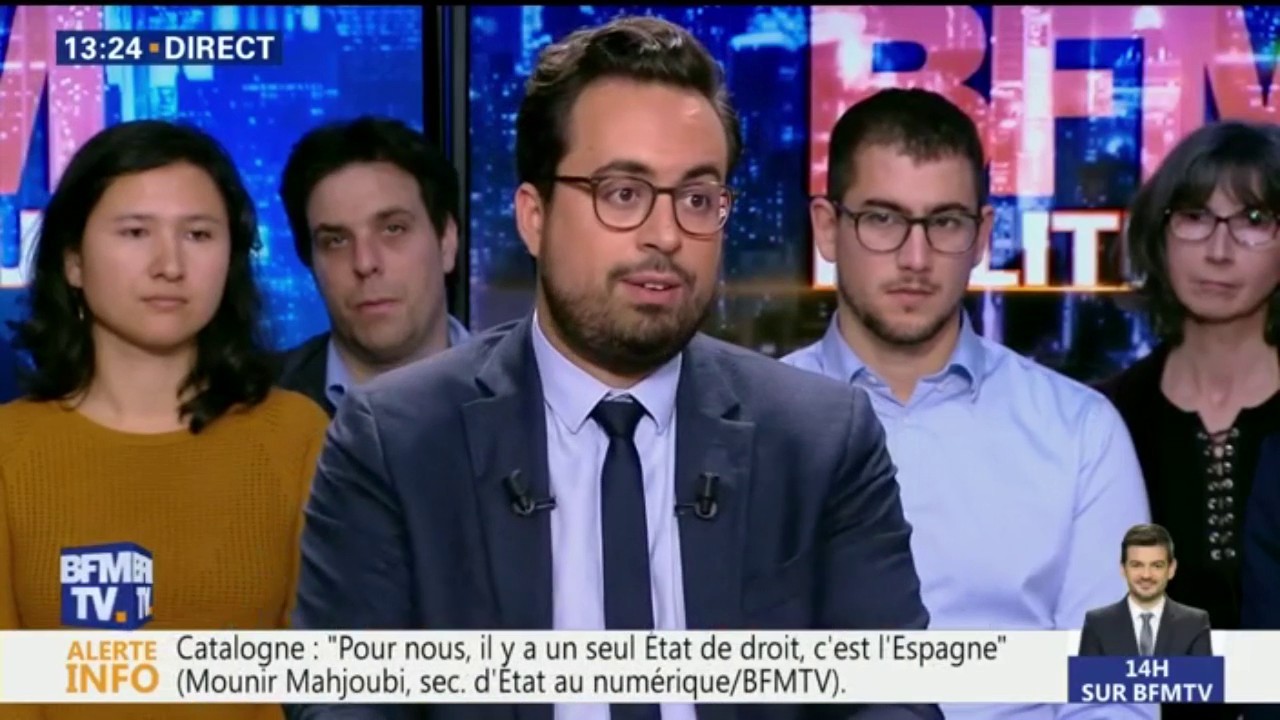 13:24 ▪ DIRECT
BFM
LIT
BFM
TV.
ALERTE
INFO
Catalogne : "Pour nous, il y a un seul État de droit, c'est l'Espagne"
(Mounir Mahjoubi, sec. d'État au numérique/BFMTV).
14H
SUR BFMTV